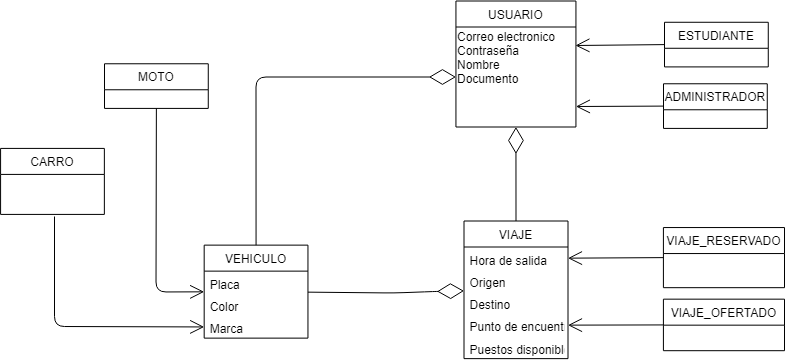 USUARIO
Correo electronico
Contraseña
Nombre
Documento
ESTUDIANTE
ADMINISTRADOR
MOTO
CARRO
VEHICULO
Placa
Color
Marca
VIAJE
Hora de salida
Origen
Destino
Punto de encuent
Puestos disponibl
VIAJE_RESERVADO
VIAJE_OFERTADO